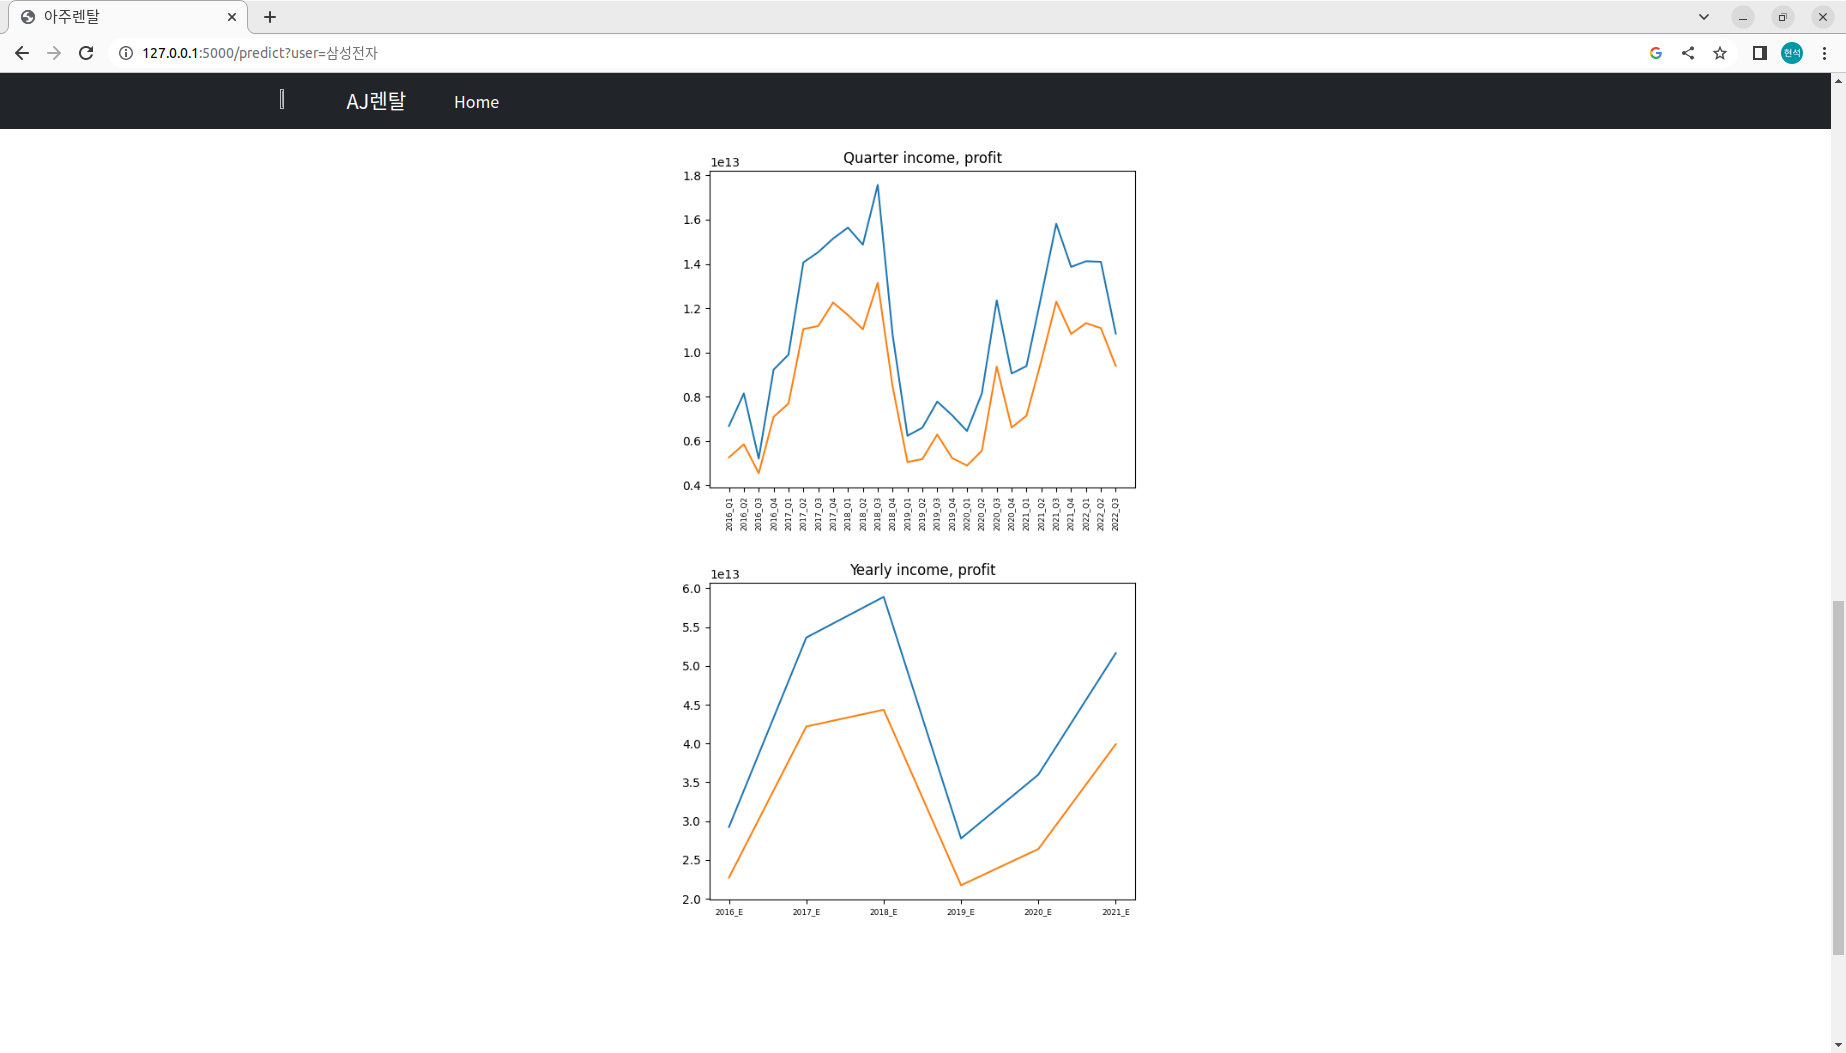 아주렌탈
127.0.0.1:5000/predict?user=삼성전자
현석
AJ렌탈 Home
Quarter income, profit
1e13
1.8
1.6
1.4
1.2
1.0
0.8
0.6
0.4
2016_Q1 2016_Q2 2016_Q3 2016_Q4 2017_Q1 2017_Q2 2017_Q3 2017_Q4 2018_Q1 2018_Q2 2018_Q3 2018_Q4 2019_Q1 2019_Q2 2019_Q3 2019_Q4 2020_Q1 2020_Q2 2020_Q3 2020_Q4 2021_Q1 2021_Q2 2021_Q3 2021_Q4 2022_Q1 2022_Q2 2022_Q3
Yearly income, profit
1e13
6.0
5.5
5.0
4.5
4.0
3.5
3.0
2.5
2.0
2016_E 2017_E 2018_E 2019_E 2020_E 2021_E